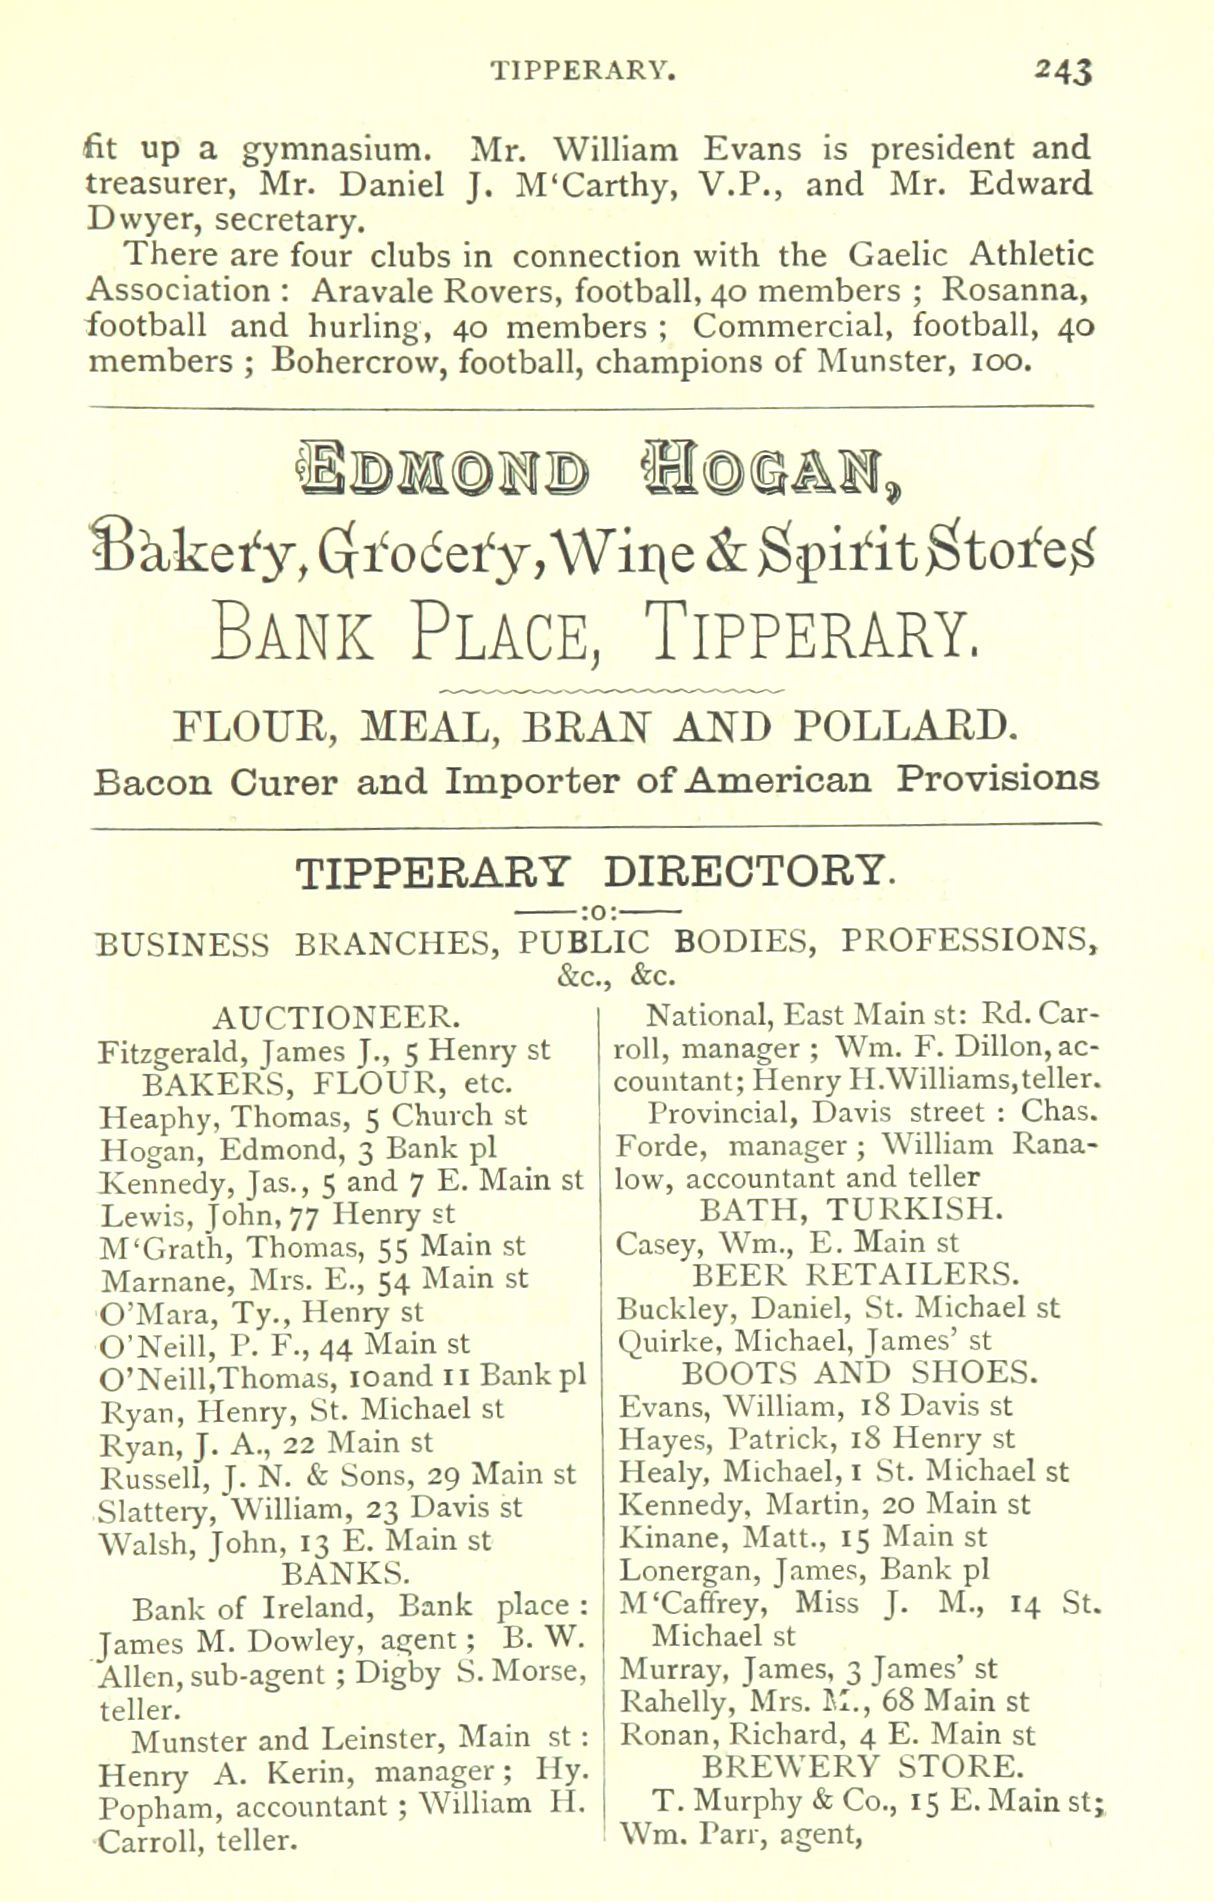 TIPPERARY. 243
fit up a gymnasium. Mr. William Evans is president and
treasurer, Mr. Daniel J. M‘Carthy, V.P., and Mr. Edward
Dwyer, secretary.
There are four clubs in connection with the Gaelic Athletic
Association : Aravale Rovers, football, 40 members ; Rosanna,
football and hurling, 40 members ; Commercial, football, 40
members ; Bohercrow, football, champions of Munster, 100.
EDMOND HOGAN,
Bakery, Grocery, Wine & Spirit Stores
BANK PLACE, TIPPERARY.
FLOUR, MEAL, BRAN AND POLLARD.
Bacon Curer and Importer of American Provisions
TIPPERARY DIRECTORY.
:o:
BUSINESS BRANCHES, PUBLIC BODIES, PROFESSIONS,
&c., &c.
AUCTIONEER.
Fitzgerald, James J., 5 Henry st
BAKERS, FLOUR, etc.
Heaphy, Thomas, 5 Church st
Hogan, Edmond, 3 Bank pl
Kennedy, Jas., 5 and 7 E. Main st
Lewis, John, 77 Henry st
M‘Grath, Thomas, 55 Main st
Marnane, Mrs. E., 54 Main st
O’Mara, Ty., Henry st
O’Neill, P. F., 44 Main st
O’Neill,Thomas, 10and 11 Bank pl
Ryan, Henry, St. Michael st
Ryan, J. A., 22 Main st
Russell, J. N. & Sons, 29 Main st
Slattery, William, 23 Davis st
Walsh, John, 13 E. Main st
BANKS.
Bank of Ireland, Bank place :
James M. Dowley, agent ; B. W.
Allen, sub-agent ; Digby S. Morse,
teller.
Munster and Leinster, Main st :
Henry A. Kerin, manager ; Hy.
Popham, accountant ; William H.
Carroll, teller.
National, East Main st: Rd. Car-
roll, manager ; Wm. F. Dillon, ac-
countant; Henry H.Williams,teller.
Provincial, Davis street : Chas.
Forde, manager ; William Rana-
low, accountant and teller
BATH, TURKISH.
Casey, Wm., E. Main st
BEER RETAILERS.
Buckley, Daniel, St. Michael st
Quirke, Michael, James’ st
BOOTS AND SHOES.
Evans, William, 18 Davis st
Hayes, Patrick, 18 Henry st
Healy, Michael, 1 St. Michael st
Kennedy, Martin, 20 Main st
Kinane, Matt., 15 Main st
Lonergan, James, Bank pl
M‘Caffrey, Miss J. M., 14 St.
Michael st
Murray, James, 3 James’ st
Rahelly, Mrs. M., 68 Main st
Ronan, Richard, 4 E. Main st
BREWERY STORE.
T. Murphy & Co., 15 E. Main st;
Wm. Parr, agent,